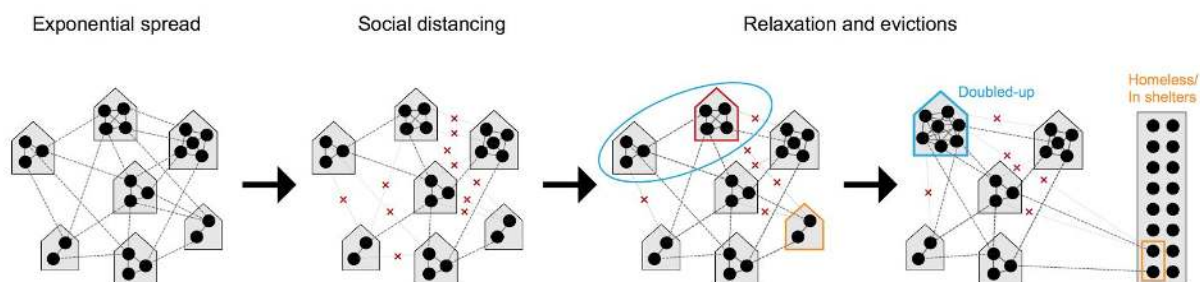 Exponential spread
Social distancing
Relaxation and evictions
Doubled-up
Homeless/
In shelters